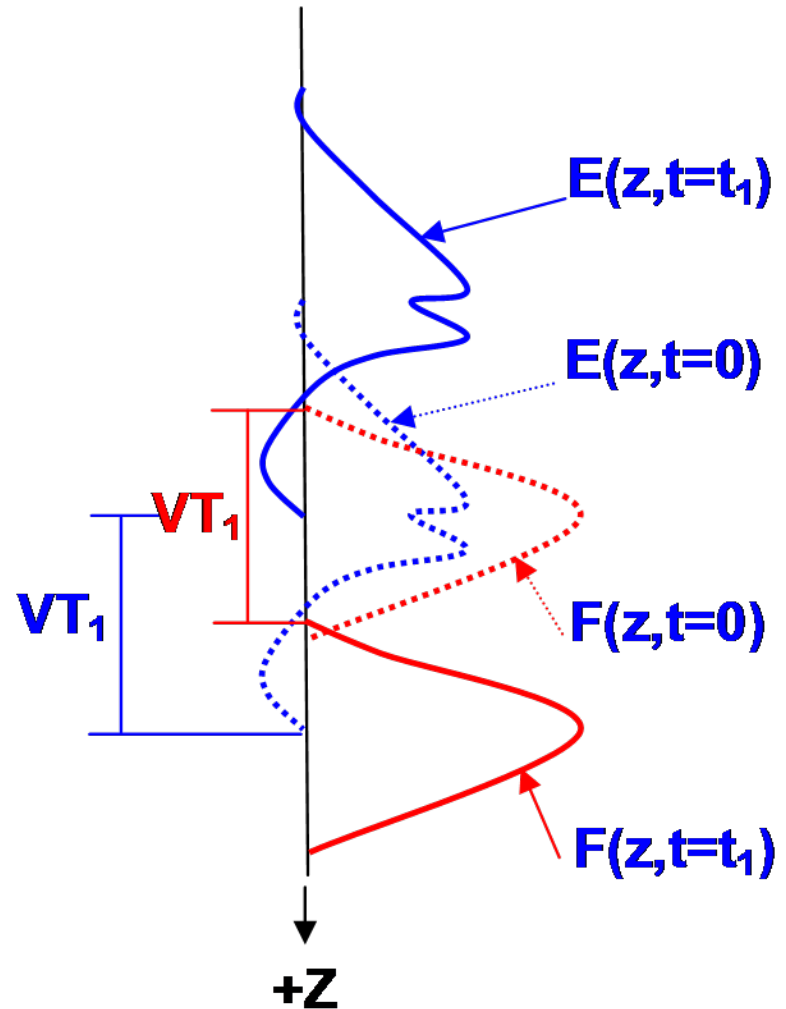 E(z,t=t₁)
E(z,t=0)
VT₁
VT₁
F(z,t=0)
F(z,t=t₁)
+Z